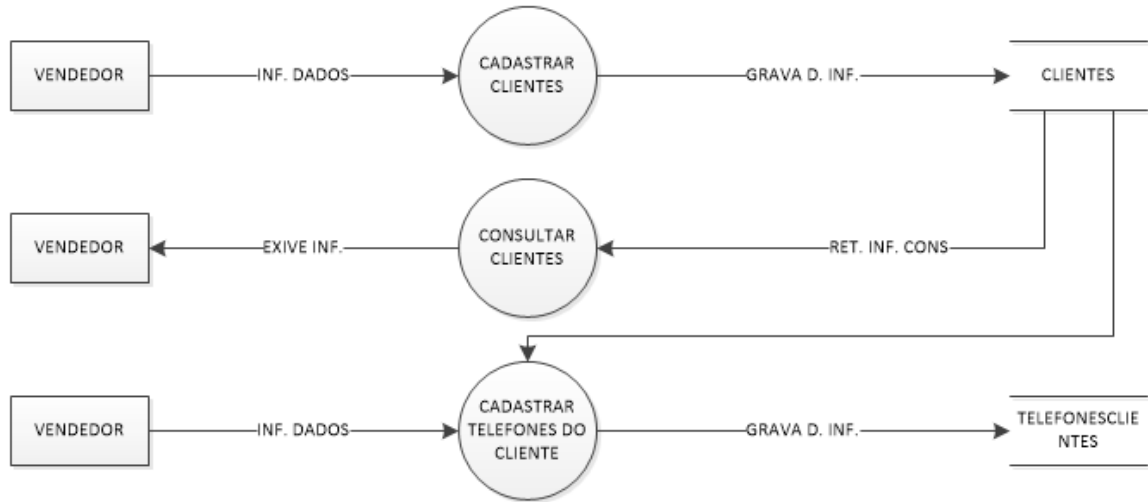 VENDEDOR
INF. DADOS
CADASTRAR
CLIENTES
GRAVA D. INF.
CLIENTES
VENDEDOR
EXIVE INF.
CONSULTAR
CLIENTES
RET. INF. CONS
VENDEDOR
INF. DADOS
CADASTRAR
TELEFONES DO
CLIENTE
GRAVA D. INF.
TELEFONESCLIE
NTES